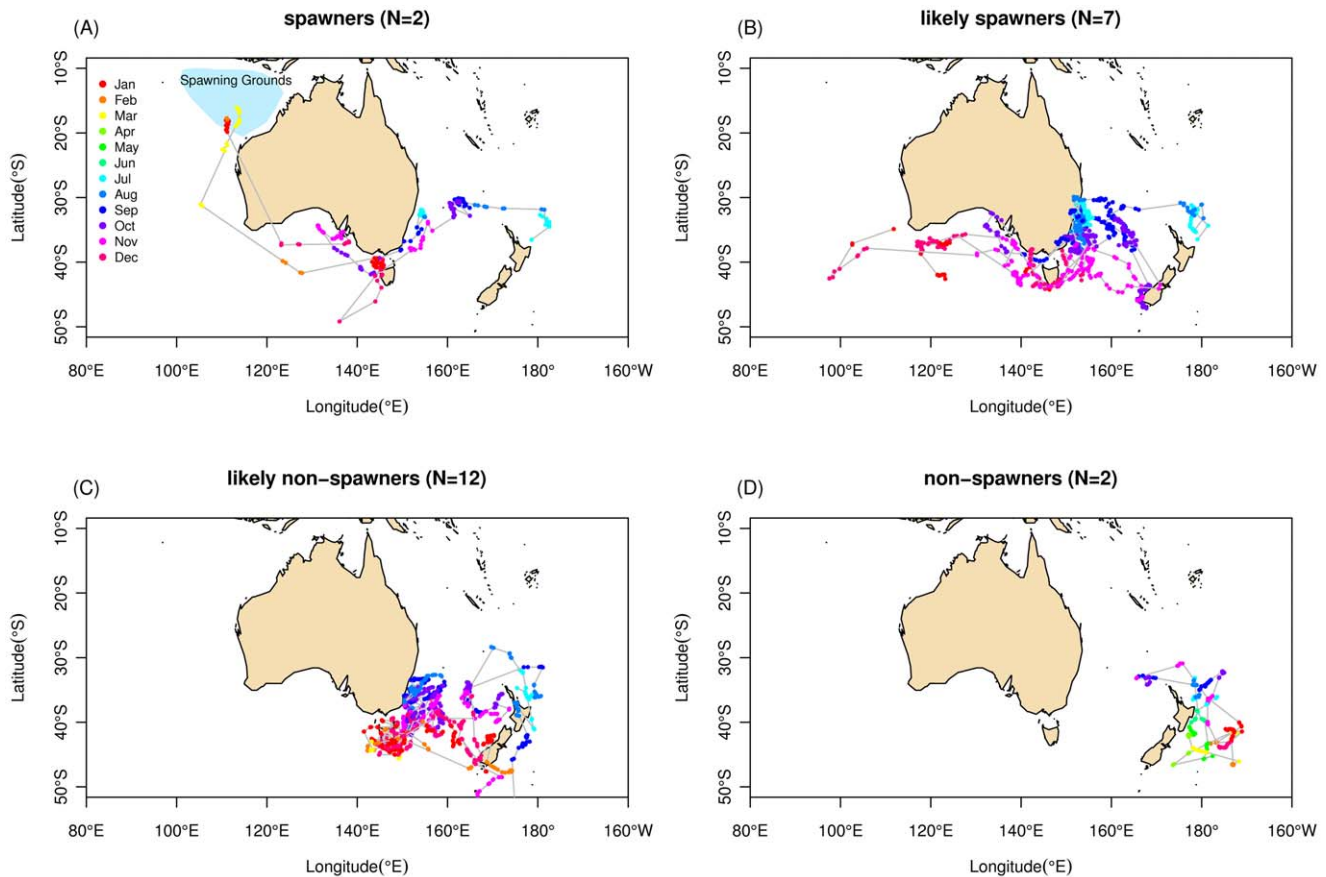 (A)
spawners (N=2)
10°S
20°S
30°S
40°S
50°S
Latitude(°S)
Spawning Grounds
Jan
Feb
Mar
Apr
May
Jun
Jul
Aug
Sep
Oct
Nov
Dec
80°E 100°E 120°E 140°E 160°E 180° 160°W
Longitude(°E)
(B)
likely spawners (N=7)
10°S
20°S
30°S
40°S
50°S
Latitude(°S)
80°E 100°E 120°E 140°E 160°E 180° 160°W
Longitude(°E)
(C)
likely non−spawners (N=12)
10°S
20°S
30°S
40°S
50°S
Latitude(°S)
80°E 100°E 120°E 140°E 160°E 180° 160°W
Longitude(°E)
(D)
non−spawners (N=2)
10°S
20°S
30°S
40°S
50°S
Latitude(°S)
80°E 100°E 120°E 140°E 160°E 180° 160°W
Longitude(°E)